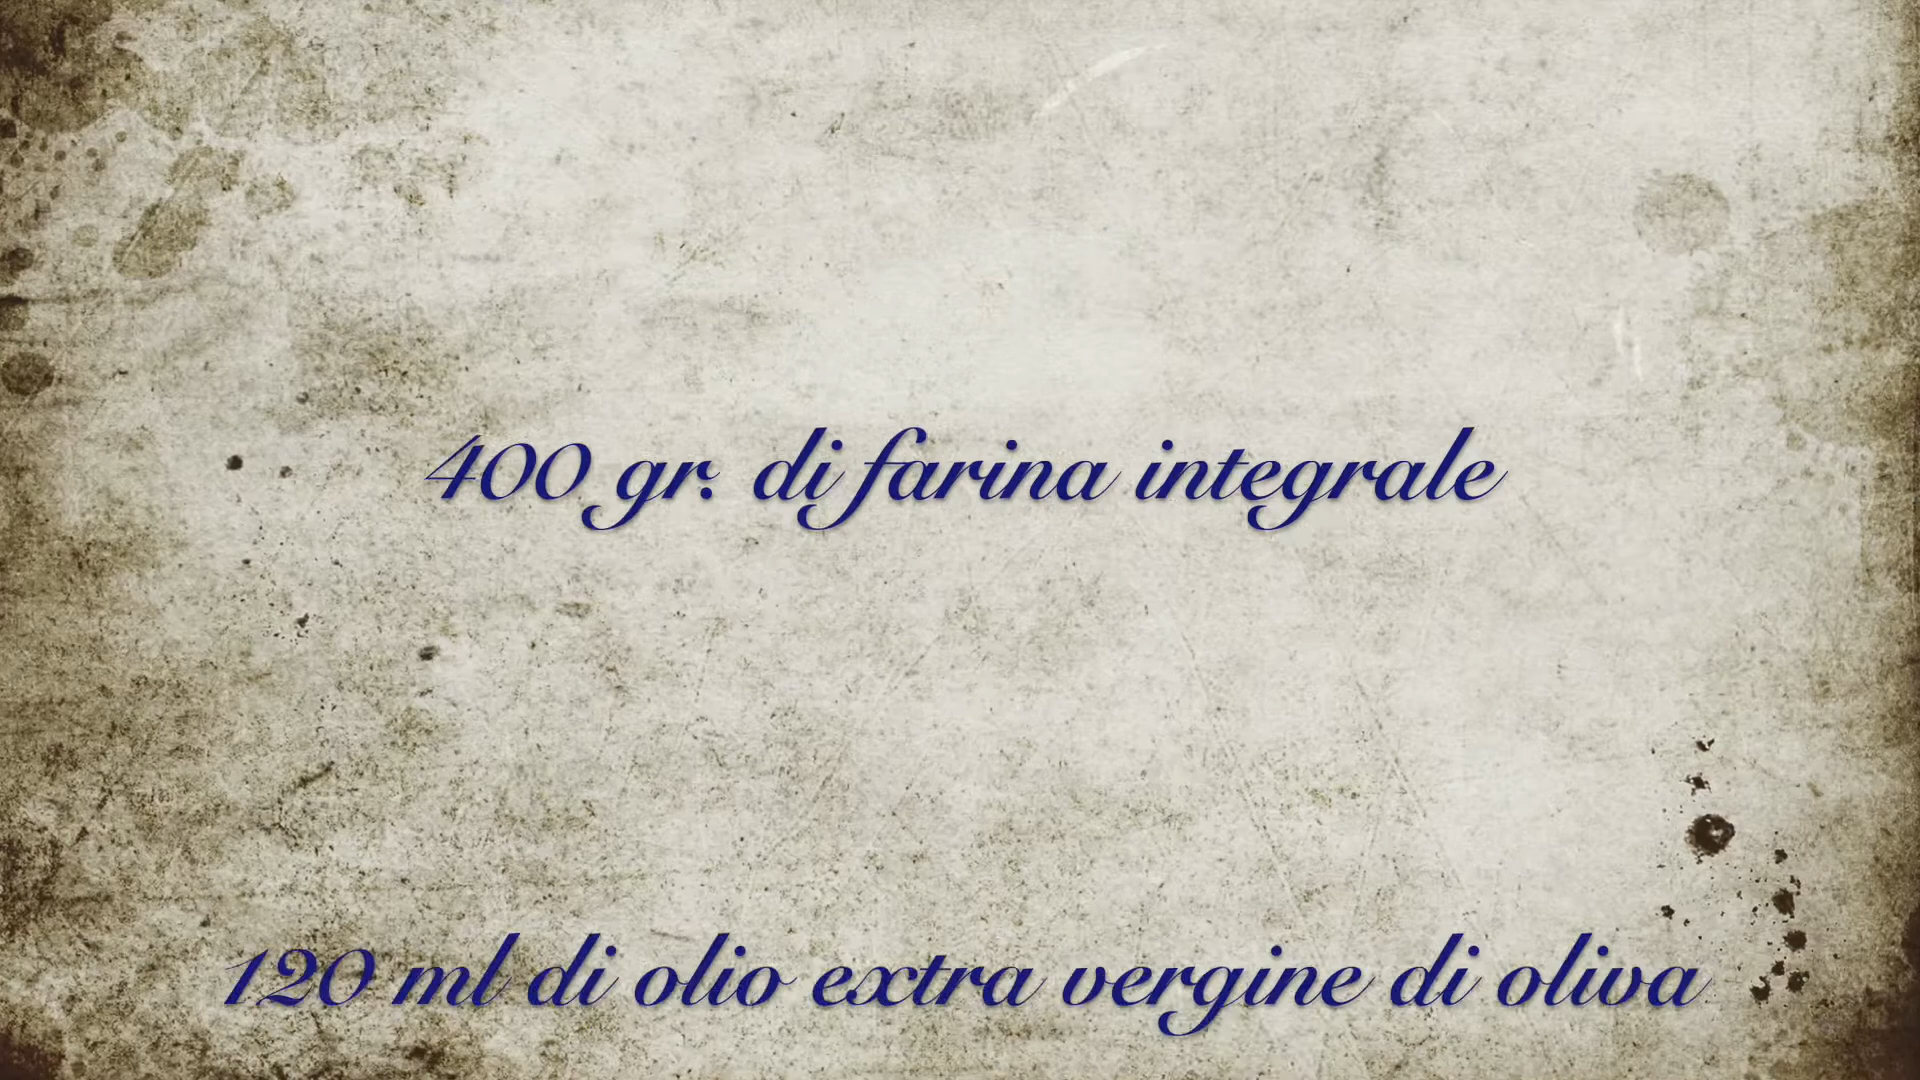 400 gr. di farina integrale
120 ml di olio extra vergine di oliva